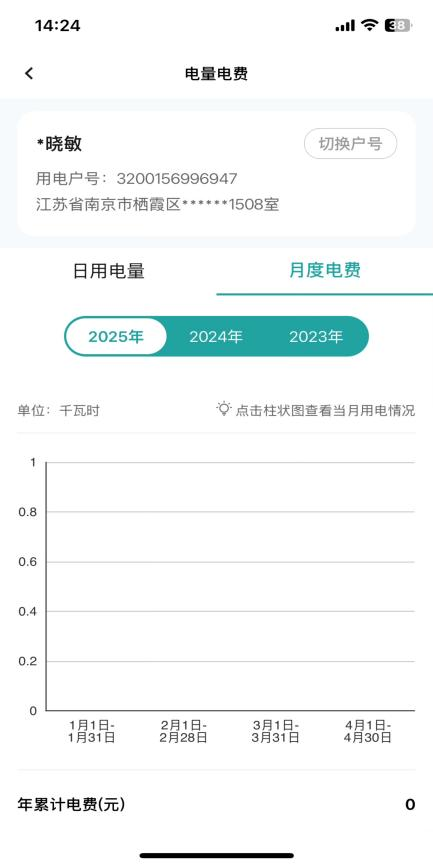 14:24
38
电量电费
*晓敏
切换户号
用电户号：3200156996947
江苏省南京市栖霞区******1508室
日用电量
月度电费
2025年
2024年
2023年
单位：千瓦时
点击柱状图查看当月用电情况
1
0.8
0.6
0.4
0.2
0
1月1日-
1月31日
2月1日-
2月28日
3月1日-
3月31日
4月1日-
4月30日
年累计电费(元)
0